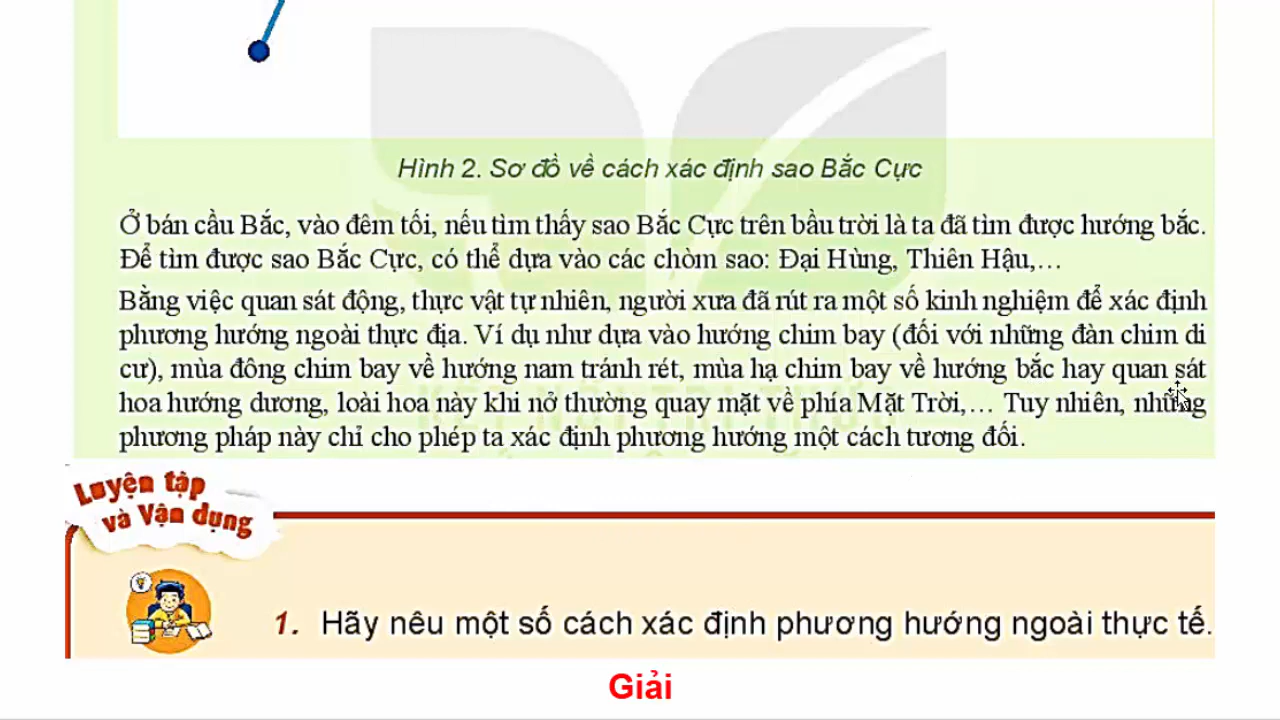 Hình 2. Sơ đồ về cách xác định sao Bắc Cực
Ở bán cầu Bắc, vào đêm tối, nếu tìm thấy sao Bắc Cực trên bầu trời là ta đã tìm được hướng bắc.
Để tìm được sao Bắc Cực, có thể dựa vào các chòm sao: Đại Hùng, Thiên Hậu,…
Bằng việc quan sát động, thực vật tự nhiên, người xưa đã rút ra một số kinh nghiệm để xác định
phương hướng ngoài thực địa. Ví dụ như dựa vào hướng chim bay (đối với những đàn chim di
cư), mùa đông chim bay về hướng nam tránh rét, mùa hạ chim bay về hướng bắc hay quan sát
hoa hướng dương, loài hoa này khi nở thường quay mặt về phía Mặt Trời,… Tuy nhiên, những
phương pháp này chỉ cho phép ta xác định phương hướng một cách tương đối.
Luyện tập
và Vận dụng
1. Hãy nêu một số cách xác định phương hướng ngoài thực tế.
Giải